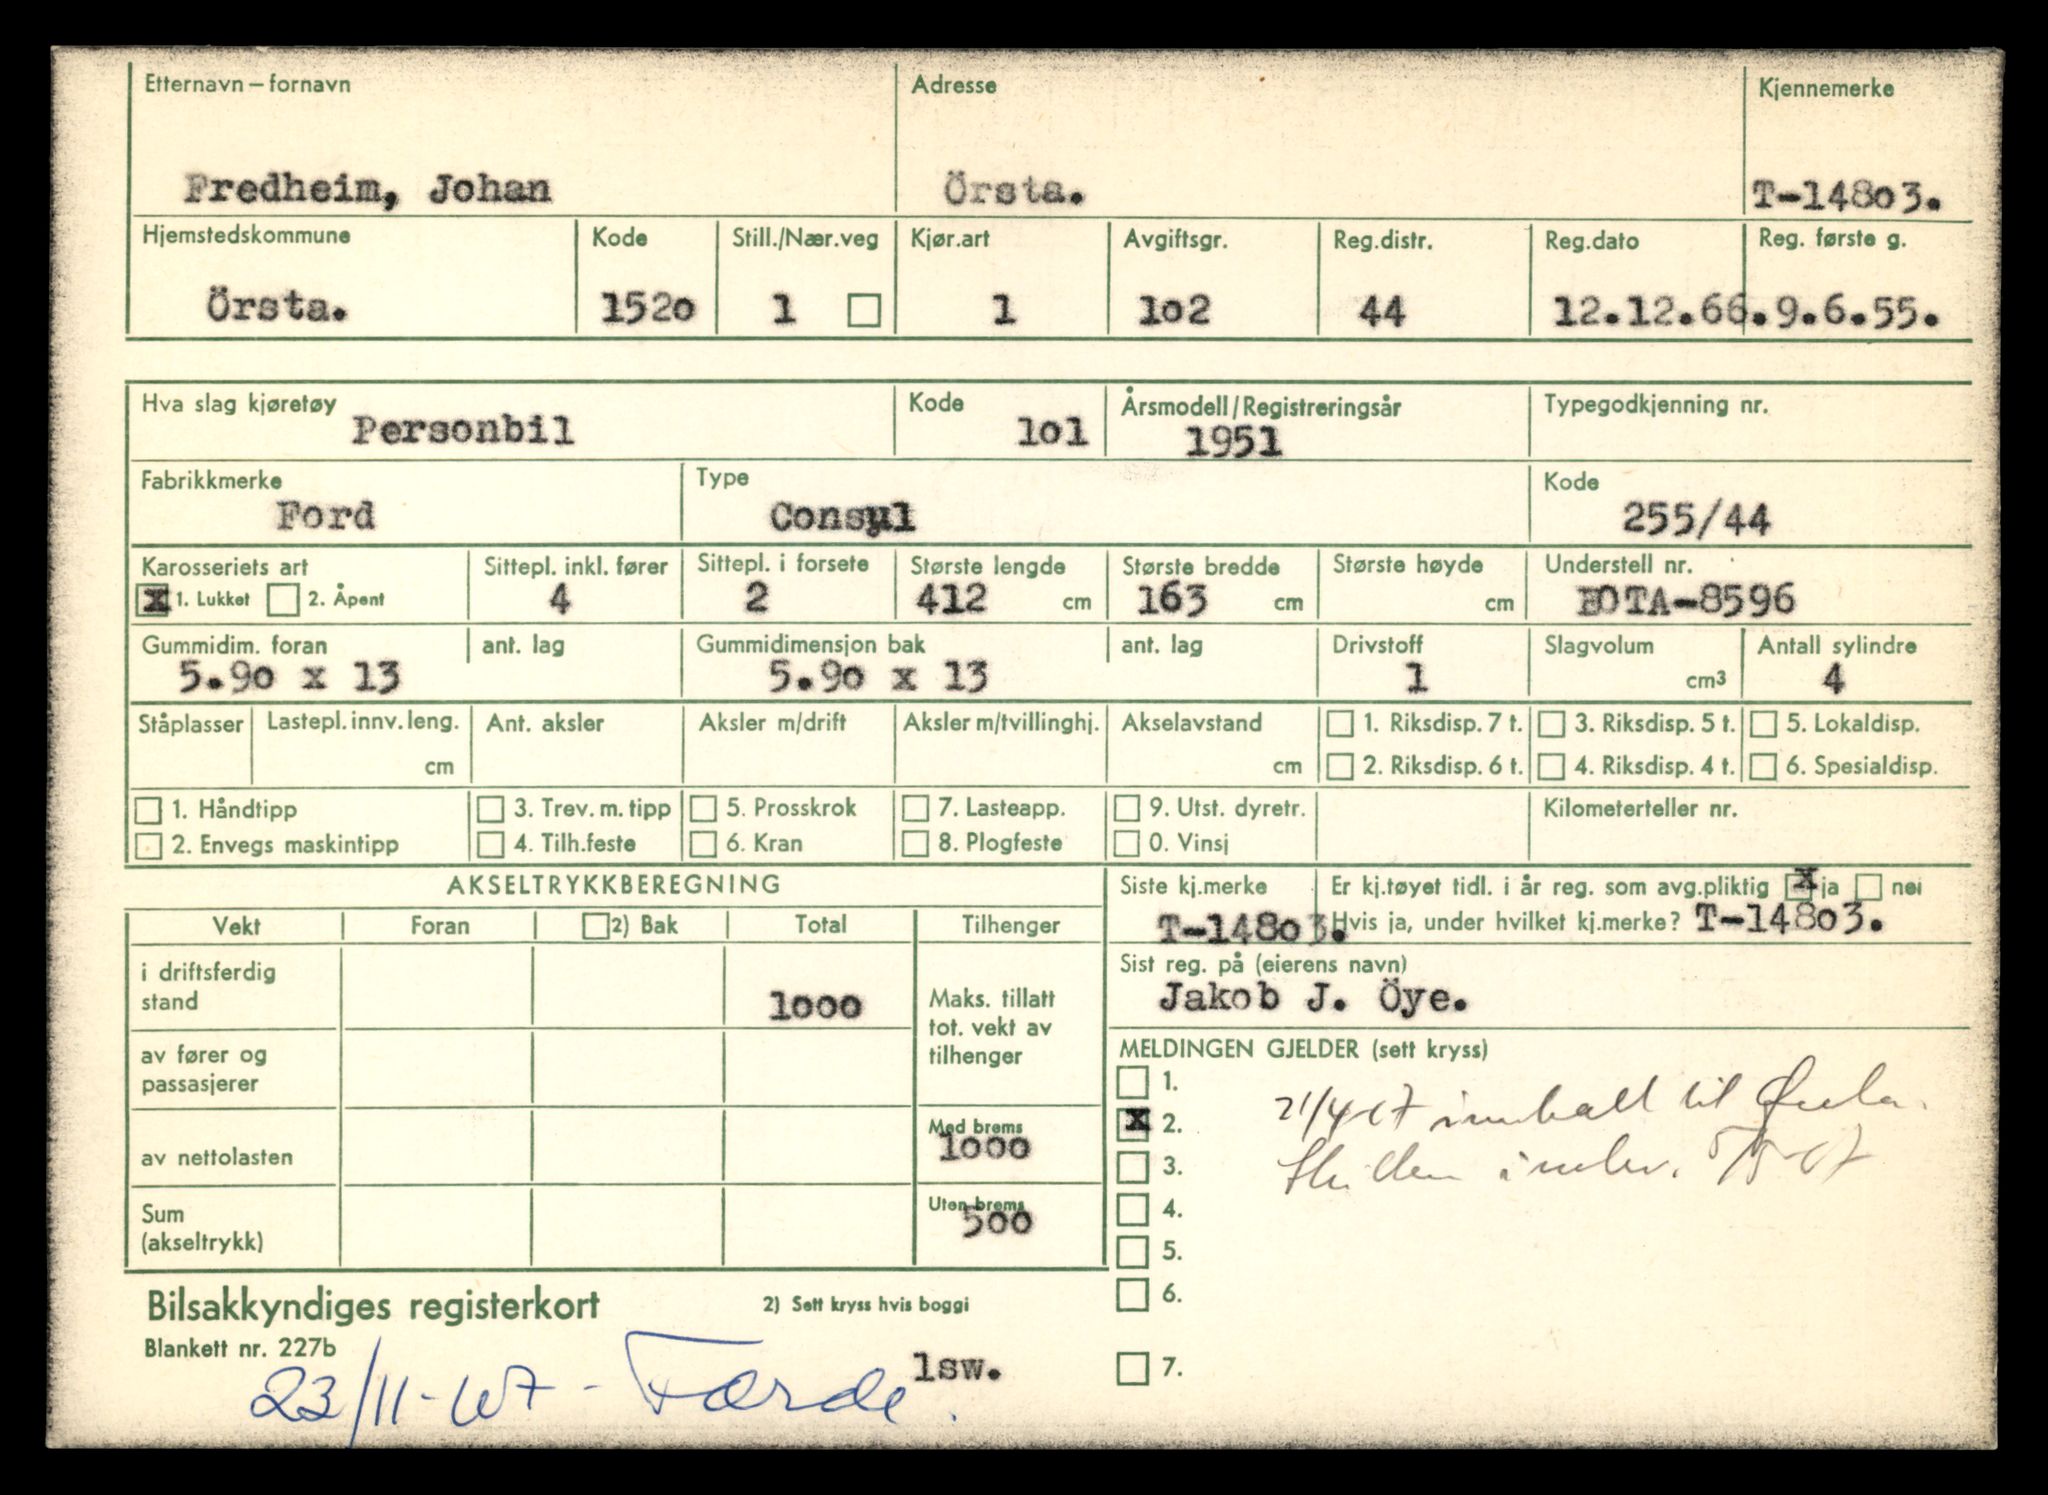 Etternavn – fornavn Adresse Kjennemerke
Fredheim, Johan Örsta. T-14803.
Hjemstedskommune Kode Still./Nær.veg Kjør.art Avgiftsgr. Reg.distr. Reg.dato Reg. første g.
Örsta. 1520 1 1 102 44 12.12.66. 9.6.55.
Hva slag kjøretøy Kode Årsmodell/Registreringsår Typegodkjenning nr.
Personbil 101 1951
Fabrikkmerke Type Kode
Ford Consul 255/44
Karosseriets art Sittepl. inkl. fører Sittepl. i forsete Største lengde Største bredde Største høyde Understell nr.
x 1. Lukket 2. Åpent 4 2 412 cm 163 cm cm EOTA-8596
Gummidim. foran ant. lag Gummidimensjon bak ant. lag Drivstoff Slagvolum Antall sylindre
5.90 x 13 5.90 x 13 1 cm3 4
Ståplasser Lastepl. innv. leng. Ant. aksler Aksler m/drift Aksler m/tvillinghj. Akselavstand 1. Riksdisp. 7 t. 3. Riksdisp. 5 t. 5. Lokaldisp.
cm cm 2. Riksdisp. 6 t. 4. Riksdisp. 4 t. 6. Spesialdisp.
1. Håndtipp 3. Trev. m. tipp 5. Prosskrok 7. Lasteapp. 9. Utst. dyretr. Kilometerteller nr.
2. Envegs maskintipp 4. Tilh.feste 6. Kran 8. Plogfeste 0. Vinsj
AKSELTRYKKBEREGNING Siste kj.merke Er kj.tøyet tidl. i år reg. som avg.pliktig x ja nei
Vekt Foran 2) Bak Total Tilhenger T-14803. Hvis ja, under hvilket kj.merke? T-14803.
i driftsferdig stand 1000 Maks. tillatt tot. vekt av tilhenger
Sist reg. på (eierens navn)
Jakob J. Öye.
av fører og passasjerer
MELDINGEN GJELDER (sett kryss)
1.
21/4-67 innkalt til
x 2.
av nettolasten Med brems
1000
3.
5/5-67
4.
Sum (akseltrykk) Uten brems
500
5.
6.
Bilsakkyndiges registerkort 2) Sett kryss hvis boggi
Blankett nr. 227b
lsw. 7.
23/11-67 - Førde.